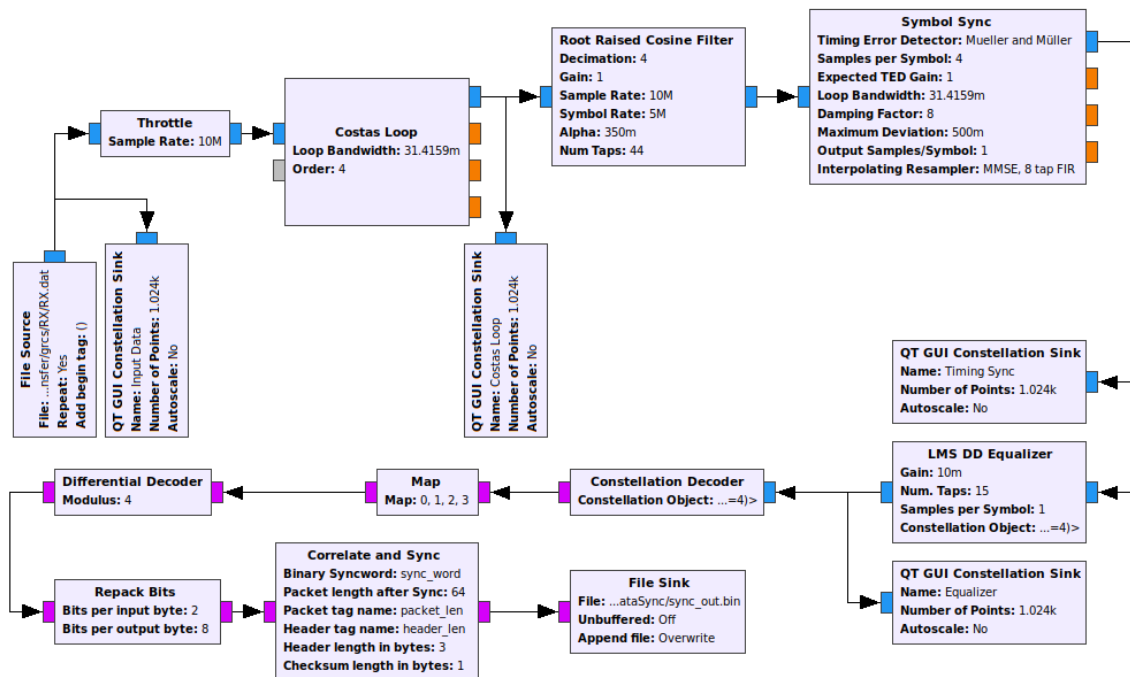 Throttle
Sample Rate: 10M
Costas Loop
Loop Bandwidth: 31.4159m
Order: 4
Root Raised Cosine Filter
Decimation: 4
Gain: 1
Sample Rate: 10M
Symbol Rate: 5M
Alpha: 350m
Num Taps: 44
Symbol Sync
Timing Error Detector: Mueller and Müller
Samples per Symbol: 4
Expected TED Gain: 1
Loop Bandwidth: 31.4159m
Damping Factor: 8
Maximum Deviation: 500m
Output Samples/Symbol: 1
Interpolating Resampler: MMSE, 8 tap FIR
File Source
File: ...nsfer/grcs/RX/RX.dat
Repeat: Yes
Add begin tag: ()
QT GUI Constellation Sink
Name: Input Data
Number of Points: 1.024k
Autoscale: No
QT GUI Constellation Sink
Name: Costas Loop
Number of Points: 1.024k
Autoscale: No
QT GUI Constellation Sink
Name: Timing Sync
Number of Points: 1.024k
Autoscale: No
LMS DD Equalizer
Gain: 10m
Num. Taps: 15
Samples per Symbol: 1
Constellation Object: ...=4)>
QT GUI Constellation Sink
Name: Equalizer
Number of Points: 1.024k
Autoscale: No
Constellation Decoder
Constellation Object: ...=4)>
Map
Map: 0, 1, 2, 3
Differential Decoder
Modulus: 4
Repack Bits
Bits per input byte: 2
Bits per output byte: 8
Correlate and Sync
Binary Syncword: sync_word
Packet length after Sync: 64
Packet tag name: packet_len
Header tag name: header_len
Header length in bytes: 3
Checksum length in bytes: 1
File Sink
File: ...ataSync/sync_out.bin
Unbuffered: Off
Append file: Overwrite